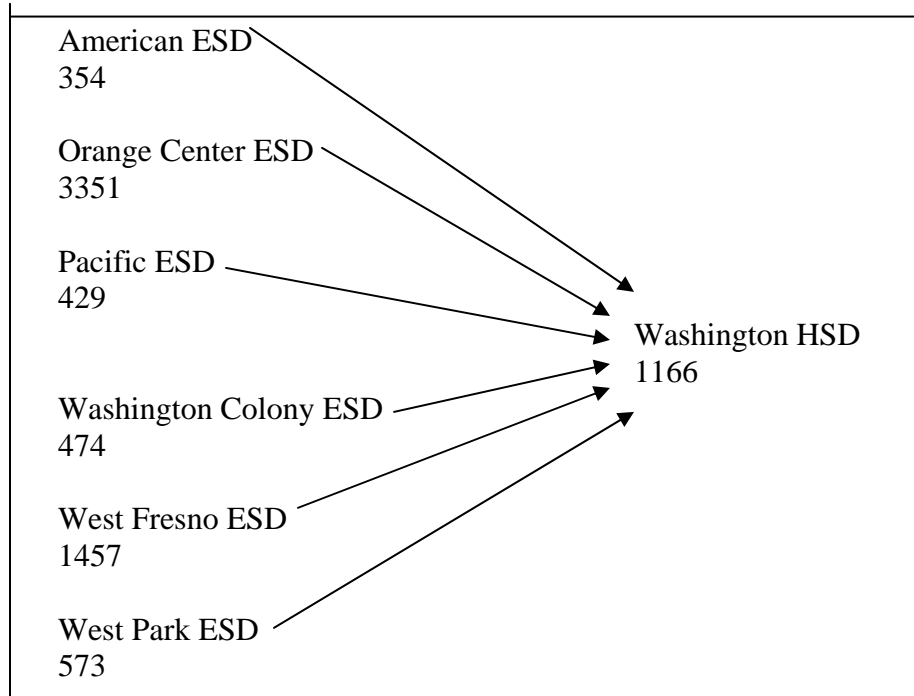 American ESD
354
Orange Center ESD
3351
Pacific ESD
429
Washington Colony ESD
474
West Fresno ESD
1457
West Park ESD
573
Washington HSD
1166